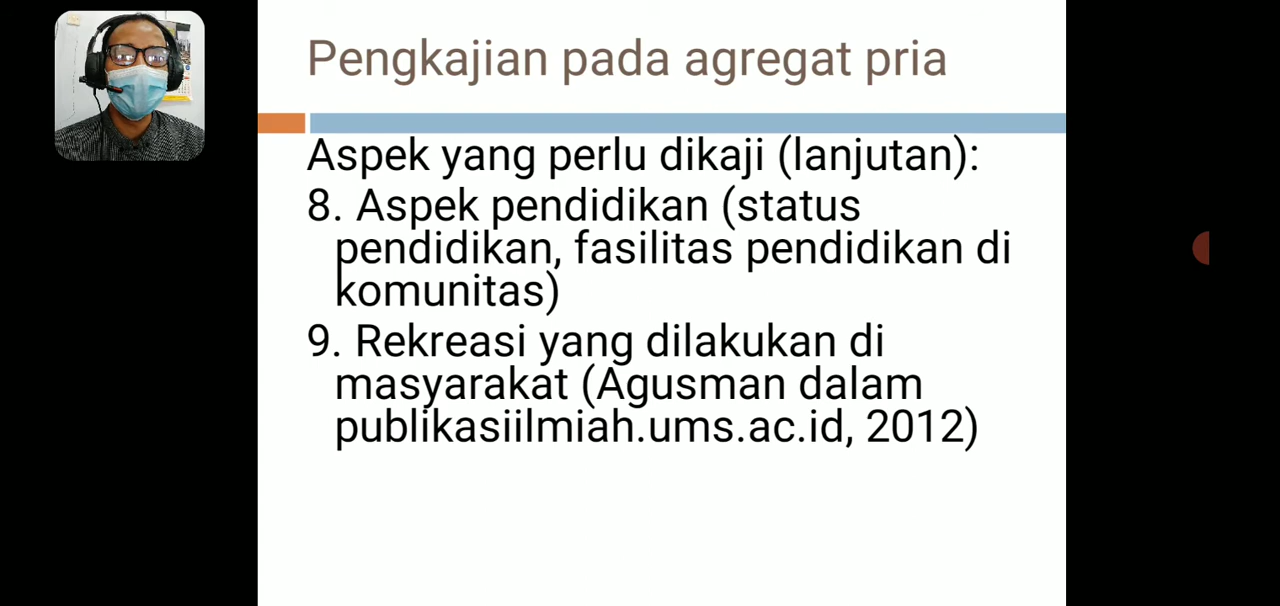 Pengkajian pada agregat pria
Aspek yang perlu dikaji (lanjutan):
8. Aspek pendidikan (status
pendidikan, fasilitas pendidikan di
komunitas)
9. Rekreasi yang dilakukan di
masyarakat (Agusman dalam
publikasiilmiah.ums.ac.id, 2012)